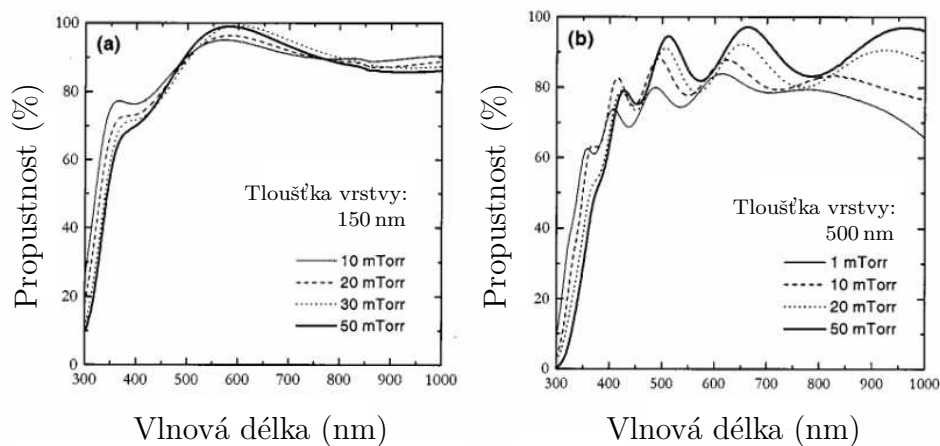 (a)
Propustnost (%)
100
80
60
40
20
0
Tloušťka vrstvy:
150 nm
10 mTorr
20 mTorr
30 mTorr
50 mTorr
300 400 500 600 700 800 900 1000
Vlnová délka (nm)
(b)
Propustnost (%)
100
80
60
40
20
0
Tloušťka vrstvy:
500 nm
1 mTorr
10 mTorr
20 mTorr
50 mTorr
300 400 500 600 700 800 900 1000
Vlnová délka (nm)